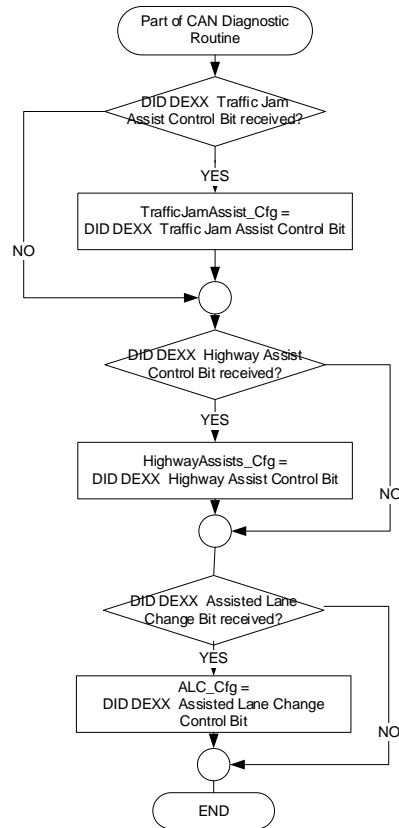 Part of CAN Diagnostic
Routine
DID DEXX Traffic Jam
Assist Control Bit received?
YES
TrafficJamAssist_Cfg =
DID DEXX Traffic Jam Assist Control Bit
NO
DID DEXX Highway Assist
Control Bit received?
YES
HighwayAssists_Cfg =
DID DEXX Highway Assist Control Bit
NO
DID DEXX Assisted Lane
Change Bit received?
YES
ALC_Cfg =
DID DEXX Assisted Lane Change
Control Bit
NO
END